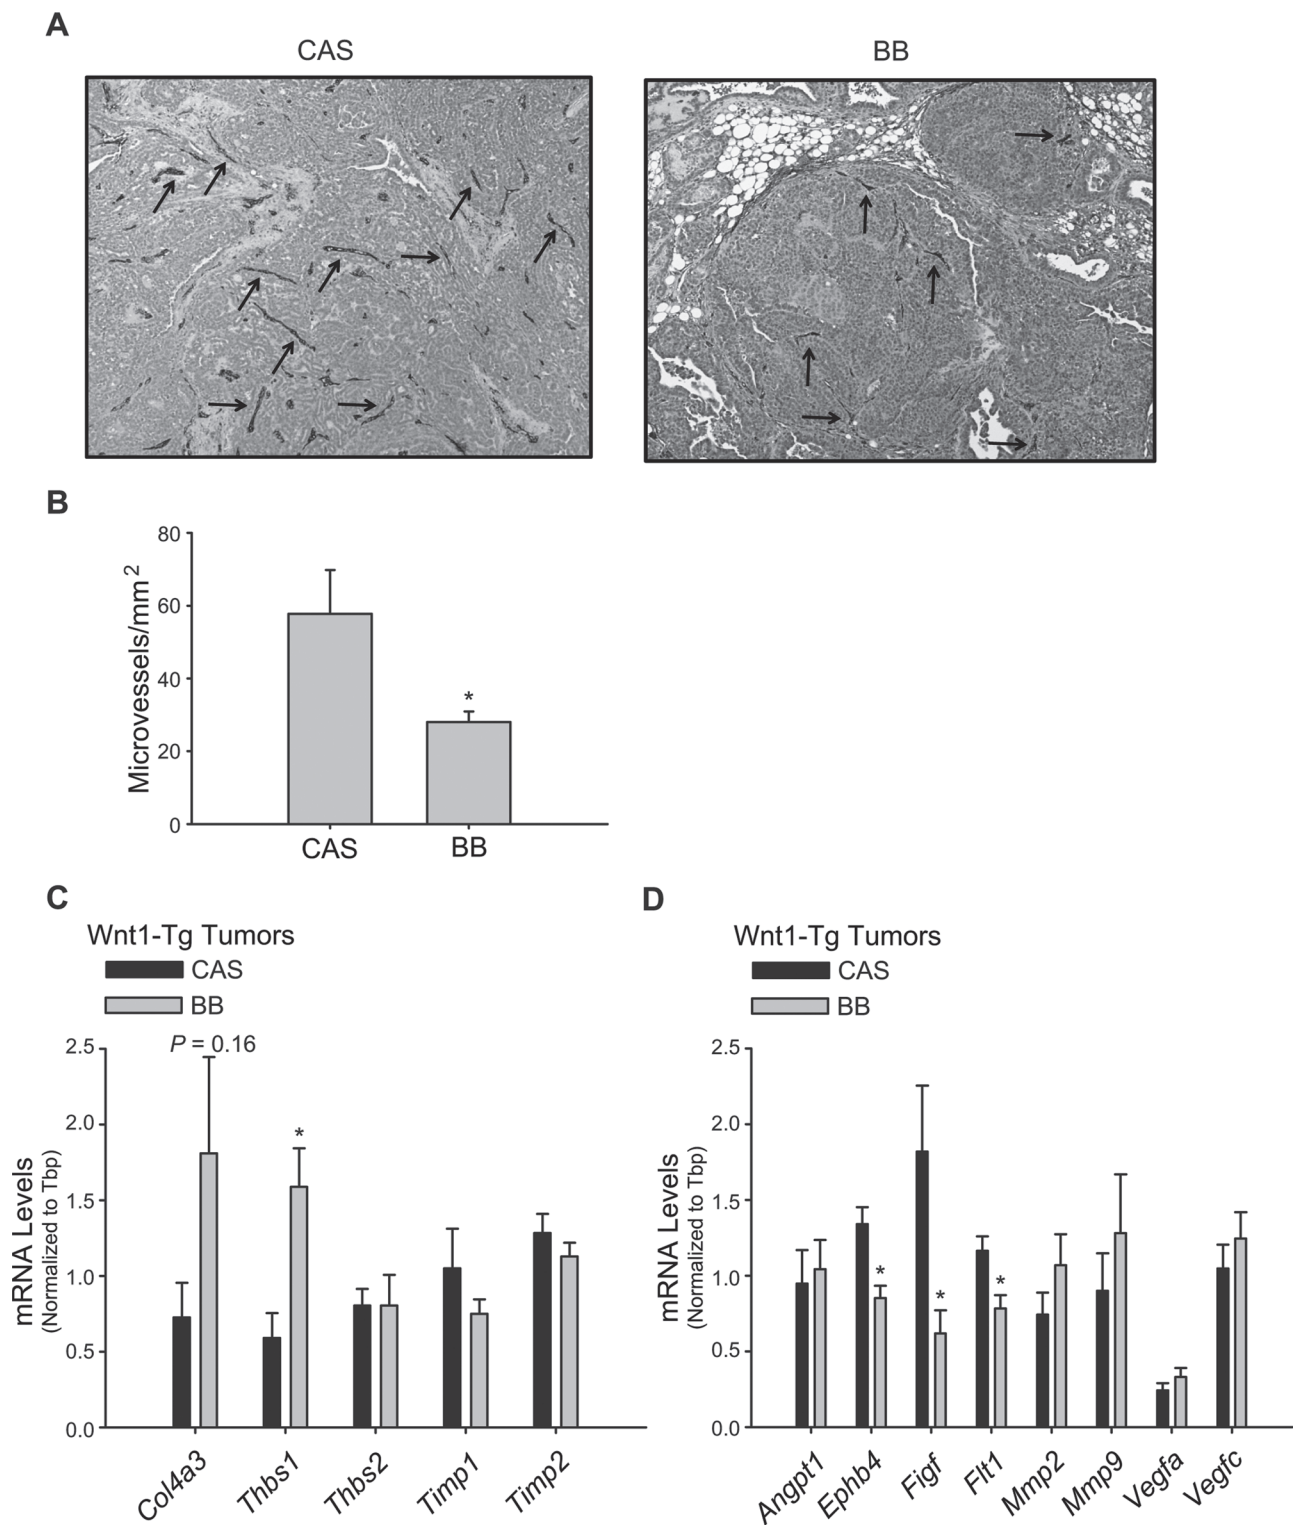 A
CAS
BB
B
Microvessels/mm²
80
60
40
20
0
*
CAS
BB
C
Wnt1-Tg Tumors
CAS
BB
P = 0.16
mRNA Levels
(Normalized to Tbp)
2.5
2.0
1.5
1.0
0.5
0.0
*
Col4a3
Thbs1
Thbs2
Timp1
Timp2
D
Wnt1-Tg Tumors
CAS
BB
mRNA Levels
(Normalized to Tbp)
2.5
2.0
1.5
1.0
0.5
0.0
*
*
*
Angpt1
Ephb4
Figf
Flt1
Mmp2
Mmp9
Vegfa
Vegfc